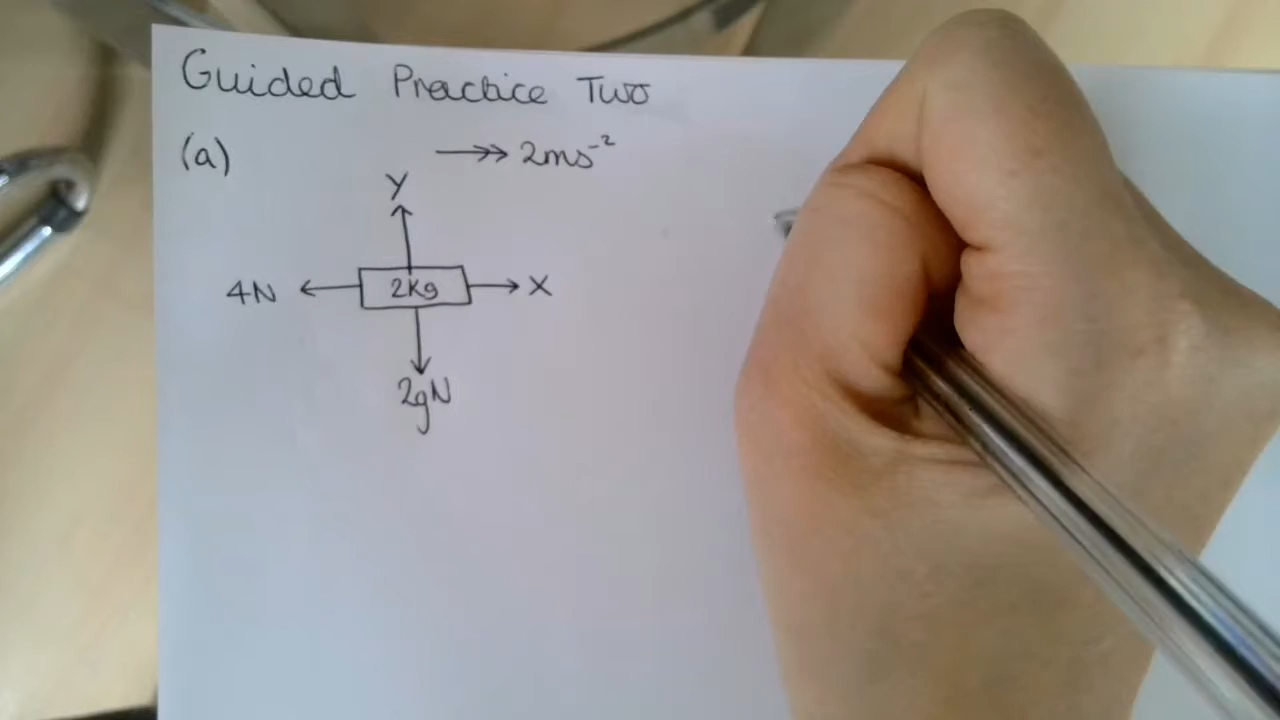 Guided Practice Two
(a)
2ms⁻²
Y
4N
2Kg
X
2gN